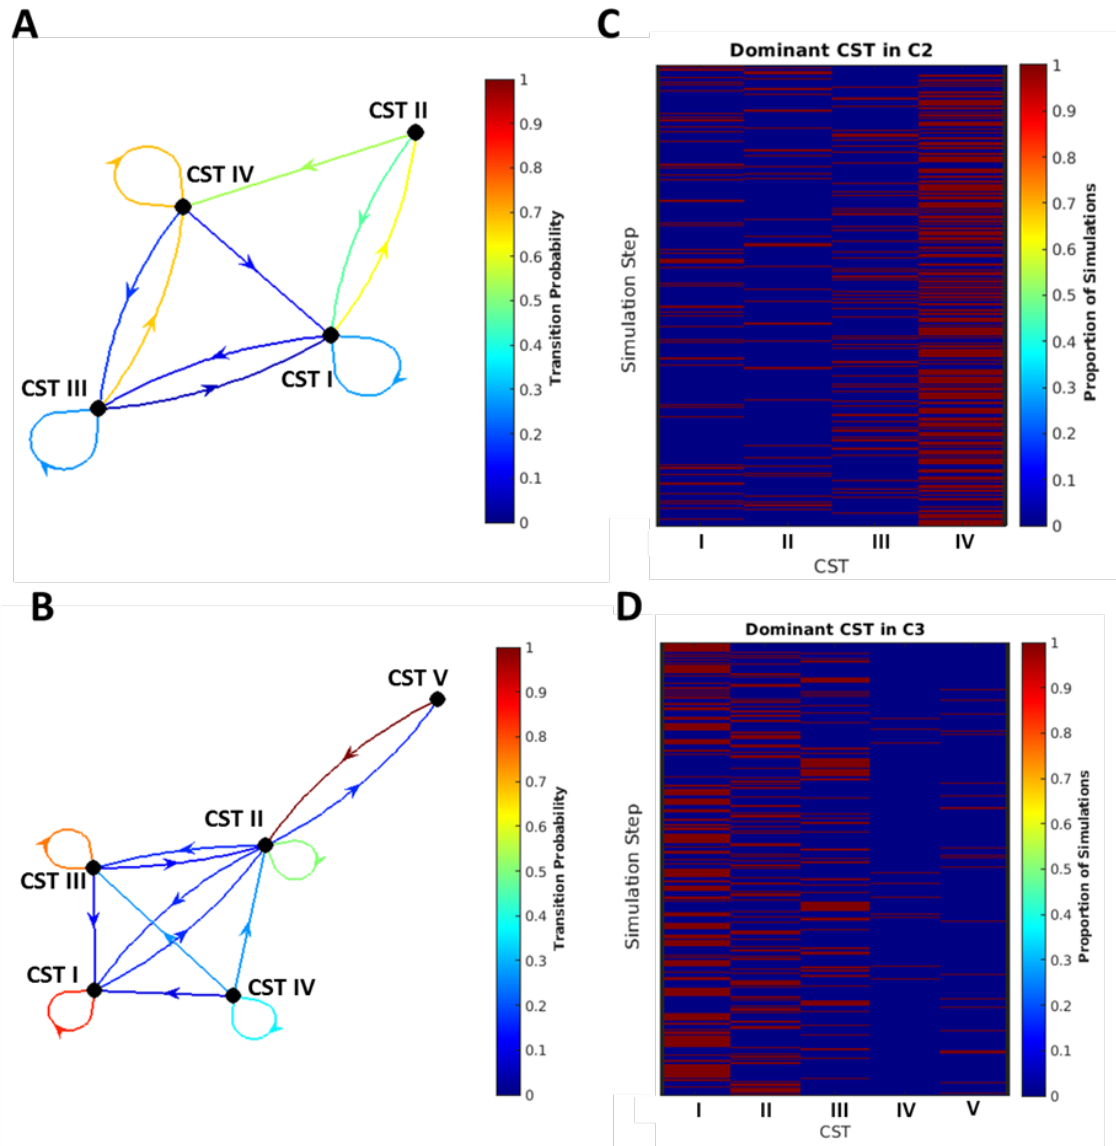 A
CST II
CST IV
CST III
CST I
1
0.9
0.8
0.7
0.6
0.5
0.4
0.3
0.2
0.1
0
Transition Probability
C
Dominant CST in C2
Simulation Step
I II III IV
CST
1
0.9
0.8
0.7
0.6
0.5
0.4
0.3
0.2
0.1
0
Proportion of Simulations
B
CST V
CST II
CST III
CST I
CST IV
1
0.9
0.8
0.7
0.6
0.5
0.4
0.3
0.2
0.1
0
Transition Probability
D
Dominant CST in C3
Simulation Step
I II III IV V
CST
1
0.9
0.8
0.7
0.6
0.5
0.4
0.3
0.2
0.1
0
Proportion of Simulations